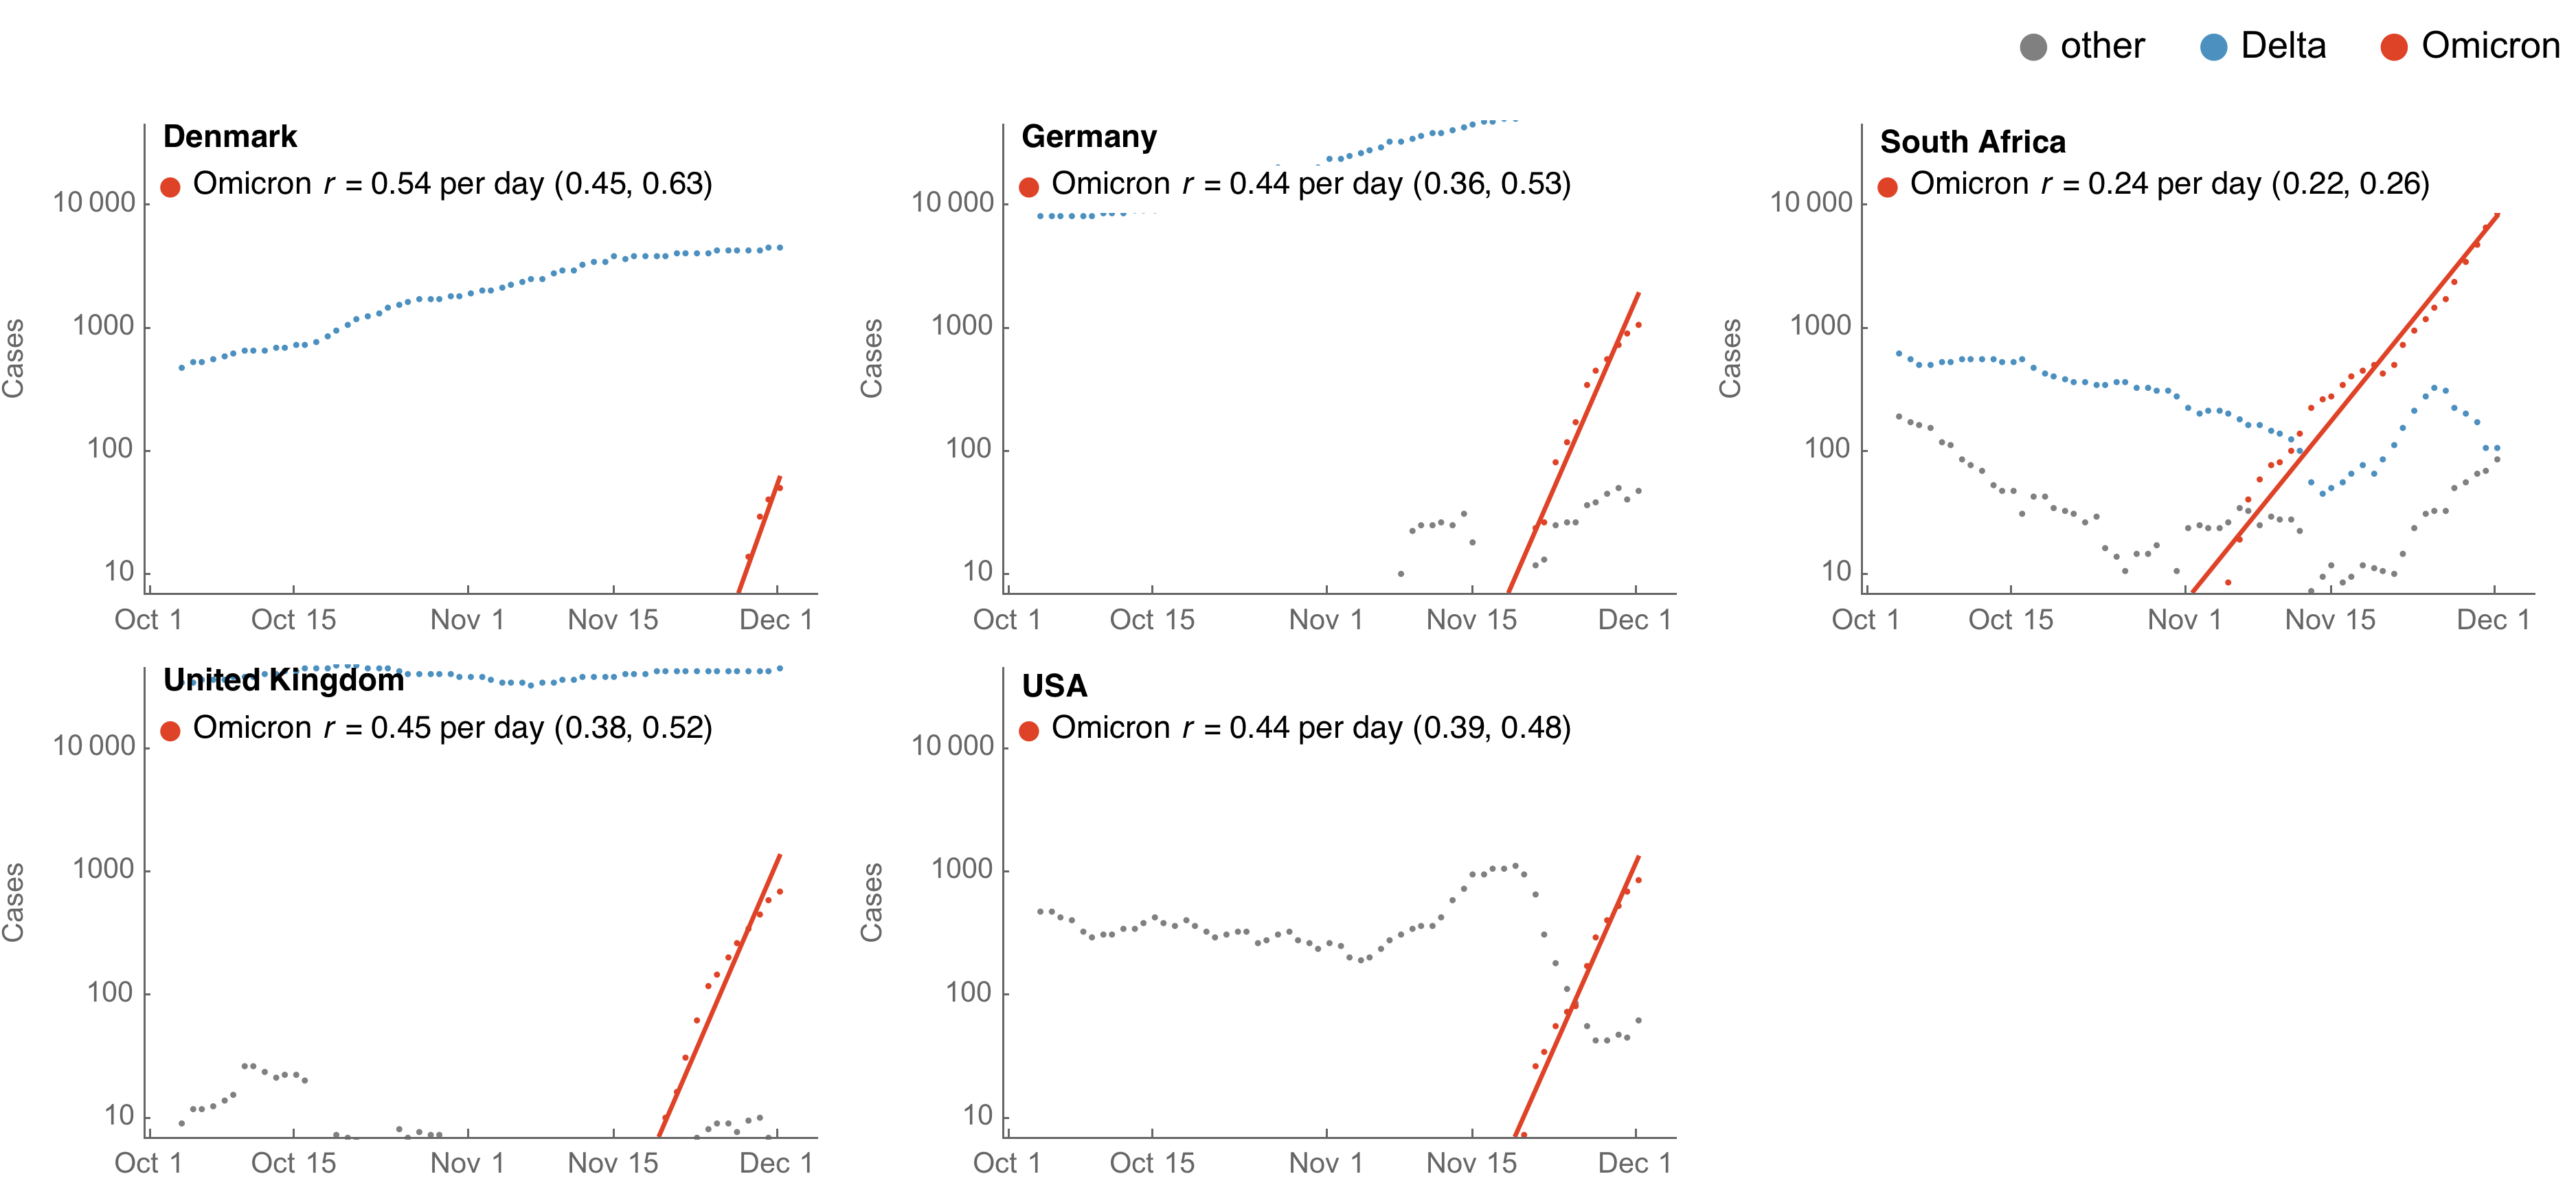 other Delta Omicron
Denmark
Omicron r = 0.54 per day (0.45, 0.63)
10 000
1000
100
10
Cases
Oct 1 Oct 15 Nov 1 Nov 15 Dec 1
Germany
Omicron r = 0.44 per day (0.36, 0.53)
10 000
1000
100
10
Cases
Oct 1 Oct 15 Nov 1 Nov 15 Dec 1
South Africa
Omicron r = 0.24 per day (0.22, 0.26)
10 000
1000
100
10
Cases
Oct 1 Oct 15 Nov 1 Nov 15 Dec 1
United Kingdom
Omicron r = 0.45 per day (0.38, 0.52)
10 000
1000
100
10
Cases
Oct 1 Oct 15 Nov 1 Nov 15 Dec 1
USA
Omicron r = 0.44 per day (0.39, 0.48)
10 000
1000
100
10
Cases
Oct 1 Oct 15 Nov 1 Nov 15 Dec 1